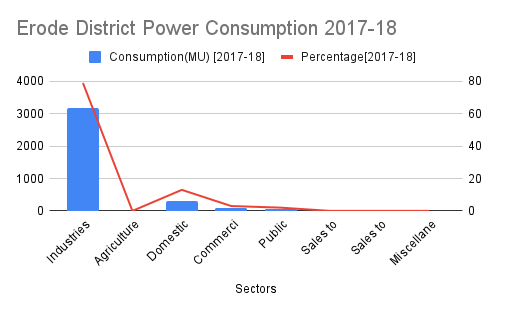 Erode District Power Consumption 2017-18
Consumption(MU) [2017-18] Percentage[2017-18]
4000 80
3000 60
2000 40
1000 20
0 0
Industries Agriculture Domestic Commerci Public Sales to Sales to Miscellane
Sectors